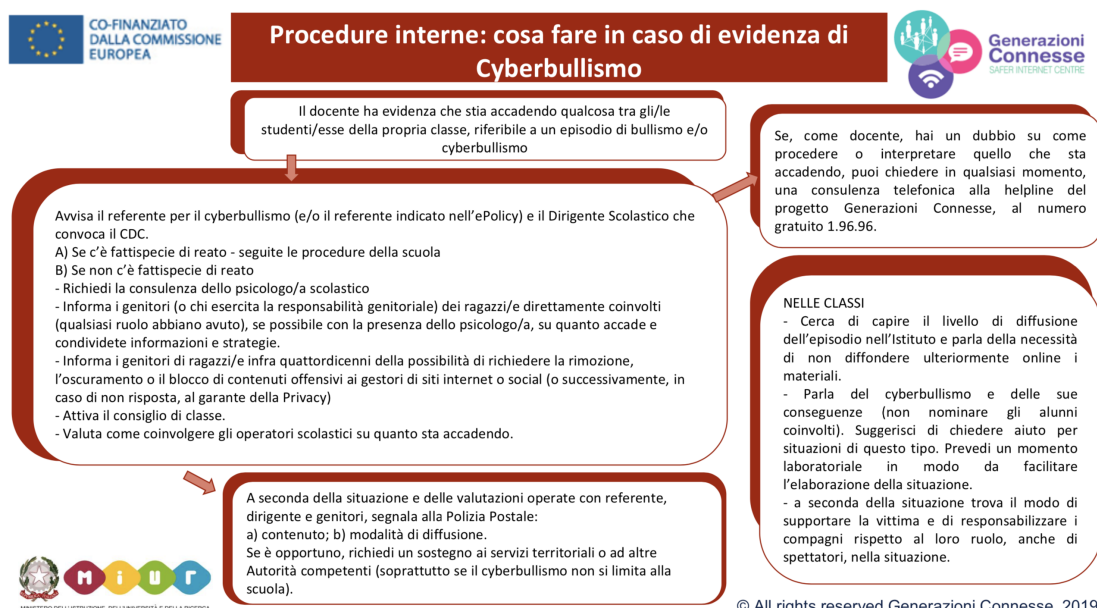 CO-FINANZIATO
DALLA COMMISSIONE
EUROPEA
Procedure interne: cosa fare in caso di evidenza di
Cyberbullismo
Generazioni
Connesse
SAFER INTERNET CENTRE
Il docente ha evidenza che stia accadendo qualcosa tra gli/le
studenti/esse della propria classe, riferibile a un episodio di bullismo e/o
cyberbullismo
Se, come docente, hai un dubbio su come
procedere o interpretare quello che sta
accadendo, puoi chiedere in qualsiasi momento,
una consulenza telefonica alla helpline del
progetto Generazioni Connesse, al numero
gratuito 1.96.96.
Avvisa il referente per il cyberbullismo (e/o il referente indicato nell'ePolicy) e il Dirigente Scolastico che
convoca il CDC.
A) Se c'è fattispecie di reato - seguite le procedure della scuola
B) Se non c'è fattispecie di reato
- Richiedi la consulenza dello psicologo/a scolastico
- Informa i genitori (o chi esercita la responsabilità genitoriale) dei ragazzi/e direttamente coinvolti
(qualsiasi ruolo abbiano avuto), se possibile con la presenza dello psicologo/a, su quanto accade e
condividete informazioni e strategie.
- Informa i genitori di ragazzi/e infra quattordicenni della possibilità di richiedere la rimozione,
l'oscuramento o il blocco di contenuti offensivi ai gestori di siti internet o social (o successivamente, in
caso di non risposta, al garante della Privacy)
- Attiva il consiglio di classe.
- Valuta come coinvolgere gli operatori scolastici su quanto sta accadendo.
NELLE CLASSI
- Cerca di capire il livello di diffusione
dell'episodio nell'Istituto e parla della necessità
di non diffondere ulteriormente online i
materiali.
- Parla del cyberbullismo e delle sue
conseguenze (non nominare gli alunni
coinvolti). Suggerisci di chiedere aiuto per
situazioni di questo tipo. Prevedi un momento
laboratoriale in modo da facilitare
l'elaborazione della situazione.
- a seconda della situazione trova il modo di
supportare la vittima e di responsabilizzare i
compagni rispetto al loro ruolo, anche di
spettatori, nella situazione.
A seconda della situazione e delle valutazioni operate con referente,
dirigente e genitori, segnala alla Polizia Postale:
a) contenuto; b) modalità di diffusione.
Se è opportuno, richiedi un sostegno ai servizi territoriali o ad altre
Autorità competenti (soprattutto se il cyberbullismo non si limita alla
scuola).
MIUR
MINISTERO DELL'ISTRUZIONE, DELL'UNIVERSITÀ E DELLA RICERCA
© All rights reserved Generazioni Connesse, 2019